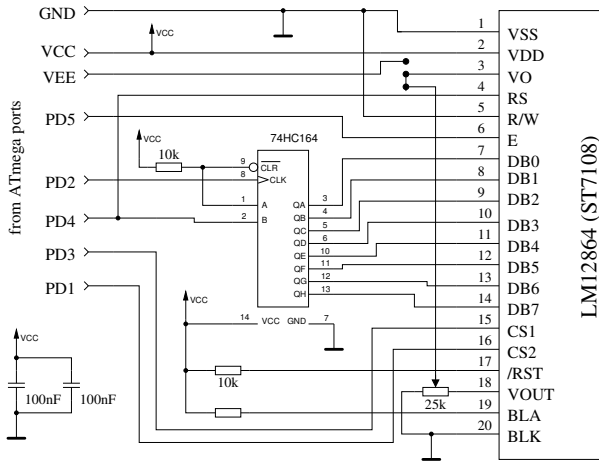 GND
VCC
VEE
PD5
PD2
PD4
PD3
PD1
from ATmega ports
VCC
VCC
10k
74HC164
9 CLR
8 CLK
1 A
2 B
QA 3
QB 4
QC 5
QD 6
QE 10
QF 11
QG 12
QH 13
14 VCC GND 7
VCC
10k
25k
VCC
100nF 100nF
1 VSS
2 VDD
3 VO
4 RS
5 R/W
6 E
7 DB0
8 DB1
9 DB2
10 DB3
11 DB4
12 DB5
13 DB6
14 DB7
15 CS1
16 CS2
17 /RST
18 VOUT
19 BLA
20 BLK
LM12864 (ST7108)